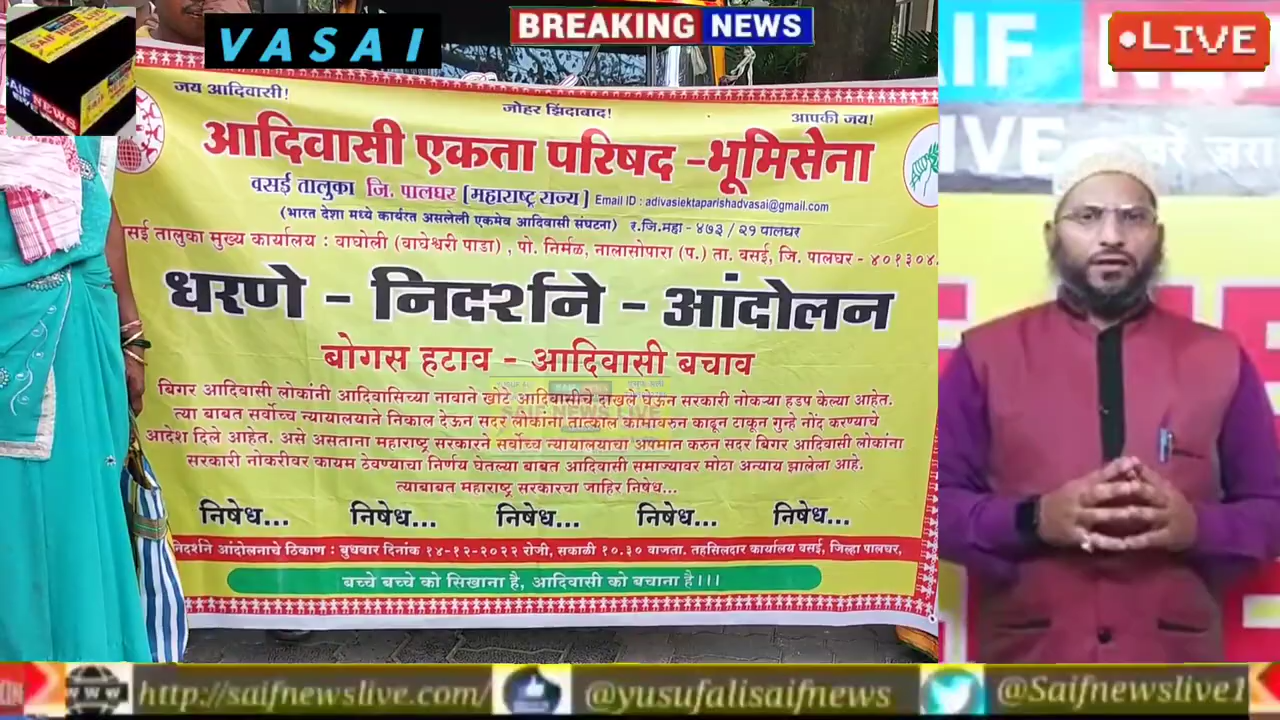 VASAI
BREAKING NEWS
LIVE
SAIF NEWS
जय आदिवासी!
जोहर झिंदाबाद!
आपकी जय!
आदिवासी एकता परिषद -भूमिसेना
वसई तालुका जि. पालघर [महाराष्ट्र राज्य] Email ID : adivasiektaparishadvasai@gmail.com
(भारत देशा मध्ये कार्यरत असलेली एकमेव आदिवासी संघटना) र.जि.महा - ४७३ / २१ पालघर
सई तालुका मुख्य कार्यालय : वाघोली (वाघेश्वरी पाडा) , पो. निर्मळ, नालासोपारा (प.) ता. वसई, जि. पालघर - ४०१३०४.
धरणे - निदर्शने - आंदोलन
बोगस हटाव - आदिवासी बचाव
बिगर आदिवासी लोकांनी आदिवासिच्या नावाने खोटे आदिवासीचे दाखले घेऊन सरकारी नोकऱ्या हडप केल्या आहेत.
त्या बाबत सर्वोच्च न्यायालयाने निकाल देऊन सदर लोकांना तात्काल कामावरुन काढून टाकून गुन्हे नोंद करण्याचे
आदेश दिले आहेत. असे असताना महाराष्ट्र सरकारने सर्वोच्च न्यायालयाचा अपमान करुन सदर बिगर आदिवासी लोकांना
सरकारी नोकरीवर कायम ठेवण्याचा निर्णय घेतल्या बाबत आदिवासी समाज्यावर मोठा अन्याय झालेला आहे.
त्याबाबत महाराष्ट्र सरकारचा जाहिर निषेध...
निषेध... निषेध... निषेध... निषेध... निषेध...
निदर्शने आंदोलनाचे ठिकाण : बुधवार दिनांक १४-१२-२०२२ रोजी, सकाळी १०.३० वाजता. तहसिलदार कार्यालय वसई, जिल्हा पालघर,
बच्चे बच्चे को सिखाना है, आदिवासी को बचाना है।।।
SAIF NEWS LIVE
http://saifnewslive.com/
@yusufalisaifnews
@Saifnewslive1